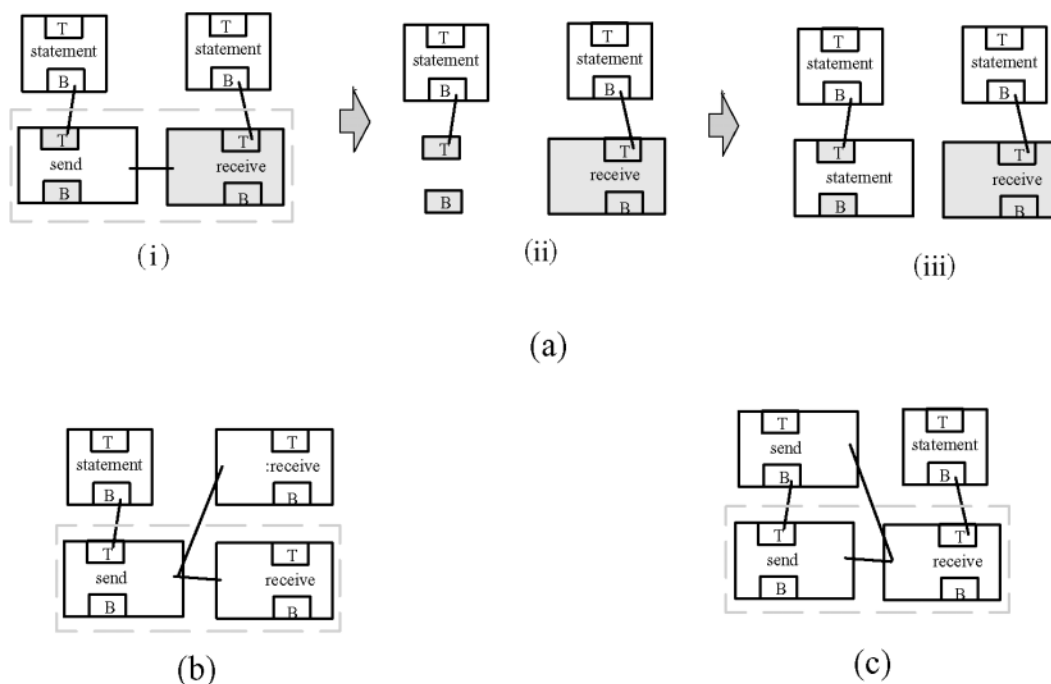 T T
statement statement
B B
T T
send receive
B B
(i)
T T
statement statement
B B
T T
receive
B B
(ii)
T T
statement statement
B B
T T
statement receive
B B
(iii)
(a)
T T
statement :receive
B B
T T
send receive
B B
(b)
T T
send statement
B B
T T
send receive
B B
(c)